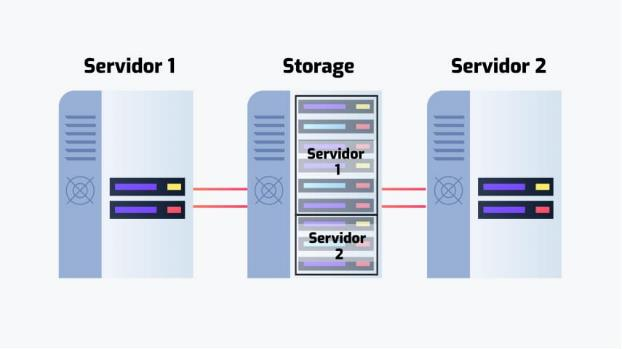 Servidor 1
Storage
Servidor 2
Servidor
1
Servidor
2